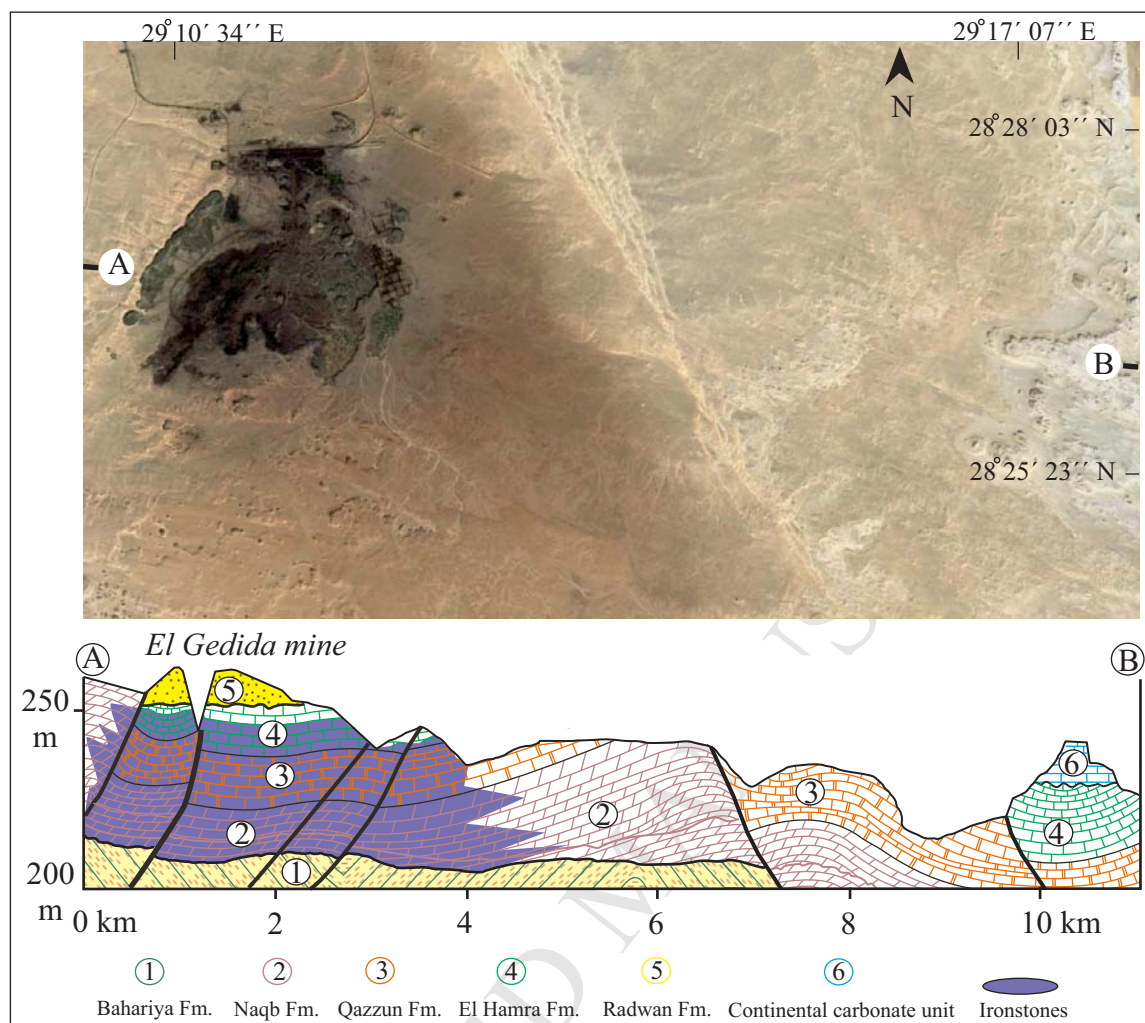 29° 10´ 34´´ E
29° 17´ 07´´ E
N
28° 28´ 03´´ N
A
B
28° 25´ 23´´ N
El Gedida mine
A
B
250
m
5
4
3
2
1
2
3
6
4
200
m
0 km
2
4
6
8
10 km
1
2
3
4
5
6
Bahariya Fm.
Naqb Fm.
Qazzun Fm.
El Hamra Fm.
Radwan Fm.
Continental carbonate unit
Ironstones